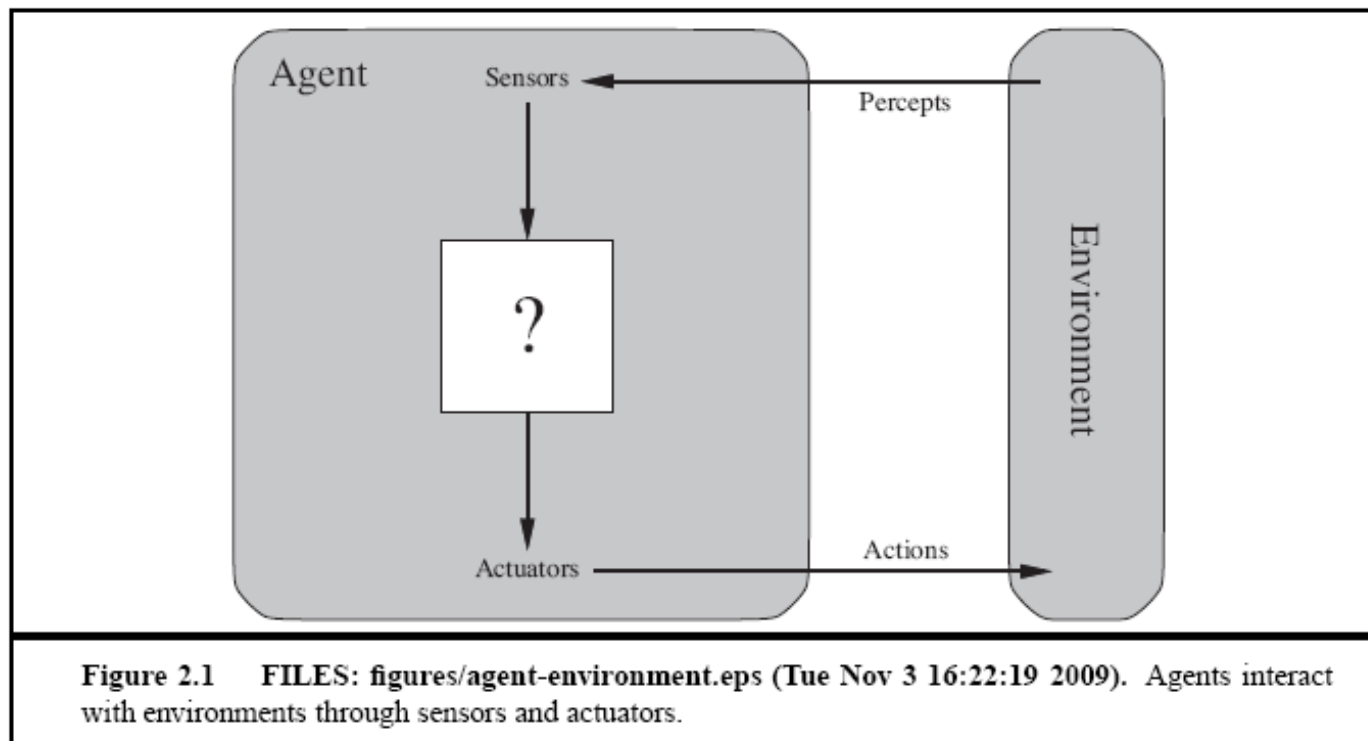 Agent
Sensors
Percepts
?
Environment
Actuators
Actions
Figure 2.1 FILES: figures/agent-environment.eps (Tue Nov 3 16:22:19 2009). Agents interact
with environments through sensors and actuators.